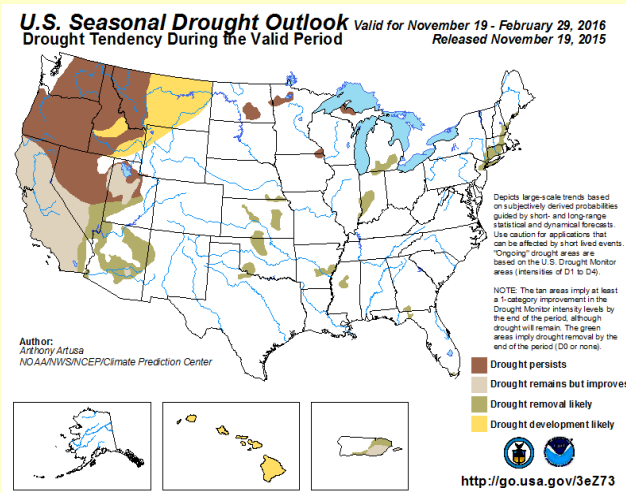 U.S. Seasonal Drought Outlook
Drought Tendency During the Valid Period
Valid for November 19 - February 29, 2016
Released November 19, 2015
Depicts large-scale trends based
on subjectively derived probabilities
guided by short- and long-range
statistical and dynamical forecasts.
Use caution for applications that
can be affected by short lived events.
"Ongoing" drought areas are
based on the U.S. Drought Monitor
areas (intensities of D1 to D4).
NOTE: The tan areas imply at least
a 1-category improvement in the
Drought Monitor intensity levels by
the end of the period, although
drought will remain. The green
areas imply drought removal by the
end of the period (D0 or none).
Author:
Anthony Artusa
NOAA/NWS/NCEP/Climate Prediction Center
Drought persists
Drought remains but improves
Drought removal likely
Drought development likely
http://go.usa.gov/3eZ73